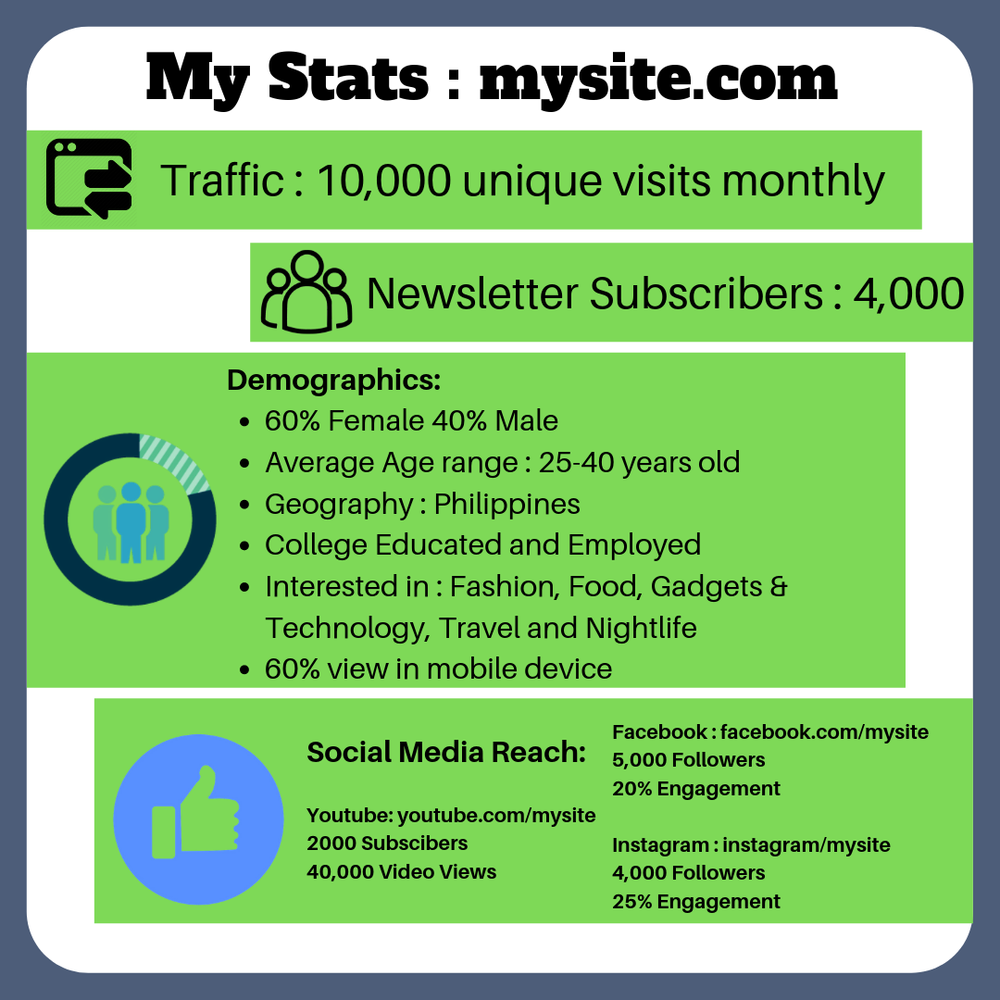 My Stats : mysite.com
Traffic : 10,000 unique visits monthly
Newsletter Subscribers : 4,000
Demographics:
• 60% Female 40% Male
• Average Age range : 25-40 years old
• Geography : Philippines
• College Educated and Employed
• Interested in : Fashion, Food, Gadgets &
Technology, Travel and Nightlife
• 60% view in mobile device
Social Media Reach:
Youtube: youtube.com/mysite
2000 Subscibers
40,000 Video Views
Facebook : facebook.com/mysite
5,000 Followers
20% Engagement
Instagram : instagram/mysite
4,000 Followers
25% Engagement